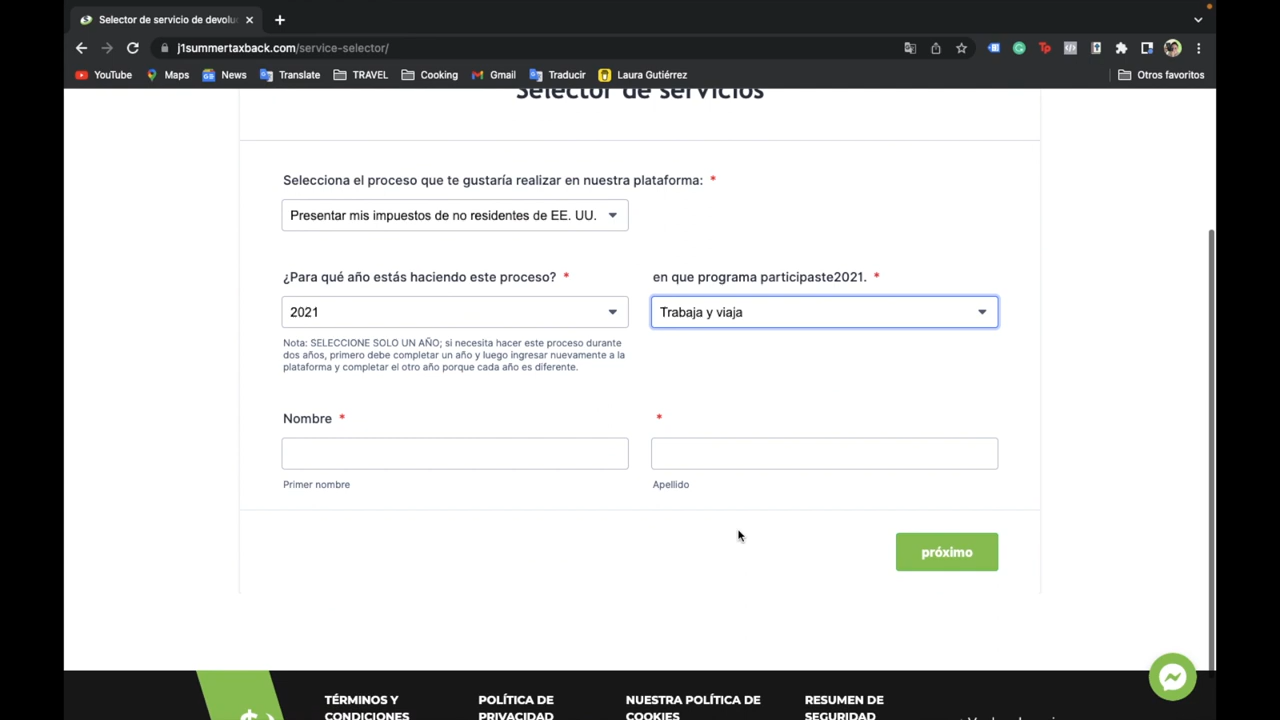 Selector de servicio de devolu
j1summertaxback.com/service-selector/
YouTube Maps News Translate TRAVEL Cooking Gmail Traducir Laura Gutiérrez Otros favoritos
Selector de servicios
Selecciona el proceso que te gustaría realizar en nuestra plataforma: *
Presentar mis impuestos de no residentes de EE. UU.
¿Para qué año estás haciendo este proceso? * en que programa participaste2021. *
2021 Trabaja y viaja
Nota: SELECCIONE SOLO UN AÑO; si necesita hacer este proceso durante
dos años, primero debe completar un año y luego ingresar nuevamente a la
plataforma y completar el otro año porque cada año es diferente.
Nombre * *
Primer nombre Apellido
próximo
TÉRMINOS Y POLÍTICA DE NUESTRA POLÍTICA DE RESUMEN DE
CONDICIONES PRIVACIDAD COOKIES SEGURIDAD